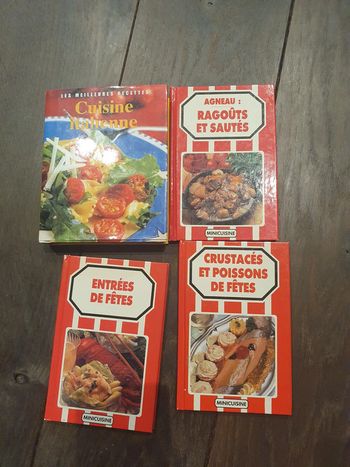 LES MEILLEURES RECETTES
Cuisine
Italienne
AGNEAU :
RAGOÛTS
ET SAUTÉS
MINICUISINE
ENTRÉES
DE FÊTES
MINICUISINE
CRUSTACÉS
ET POISSONS
DE FÊTES
MINICUISINE